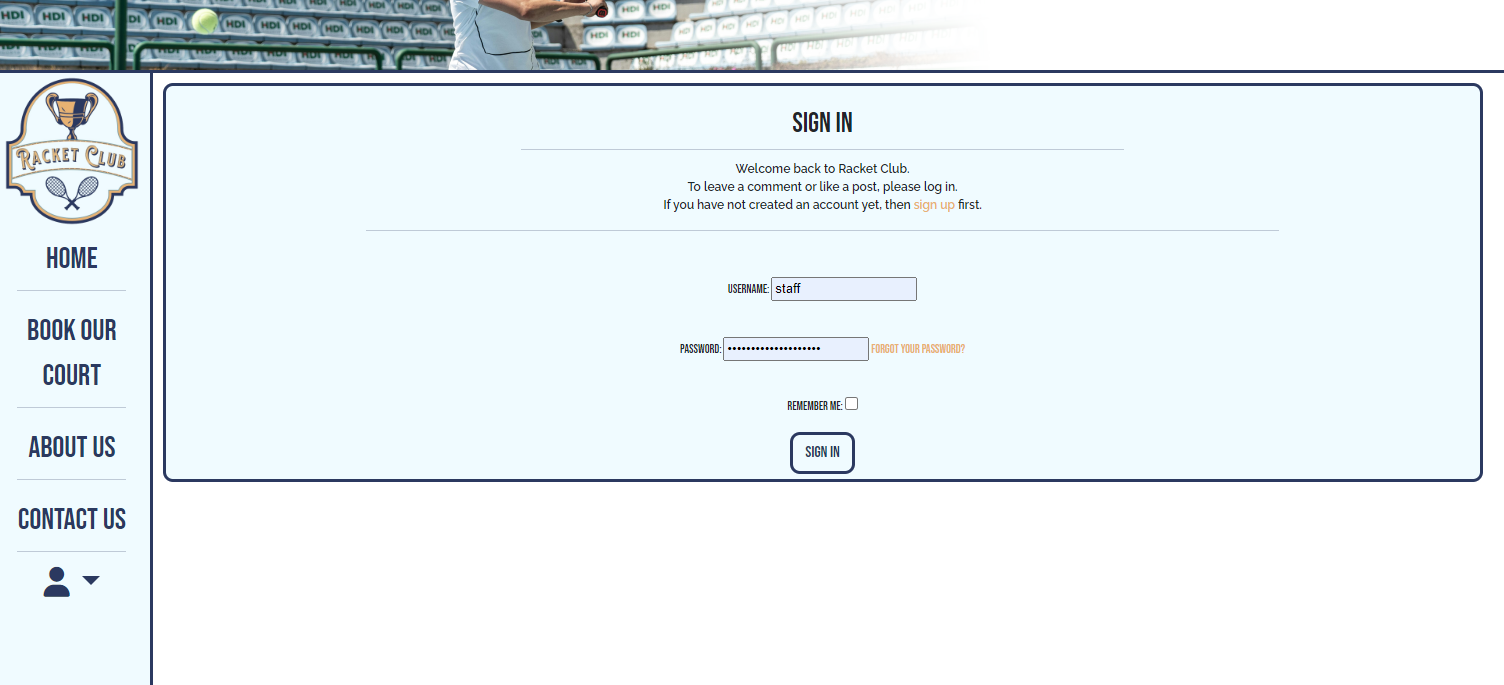 HDI HDI HDI HDI HDI HDI HDI
RACKET CLUB
HOME
BOOK OUR
COURT
ABOUT US
CONTACT US
SIGN IN
Welcome back to Racket Club.
To leave a comment or like a post, please log in.
If you have not created an account yet, then sign up first.
USERNAME: staff
PASSWORD: •••••••••••••••••••• FORGOT YOUR PASSWORD?
REMEMBER ME:
SIGN IN